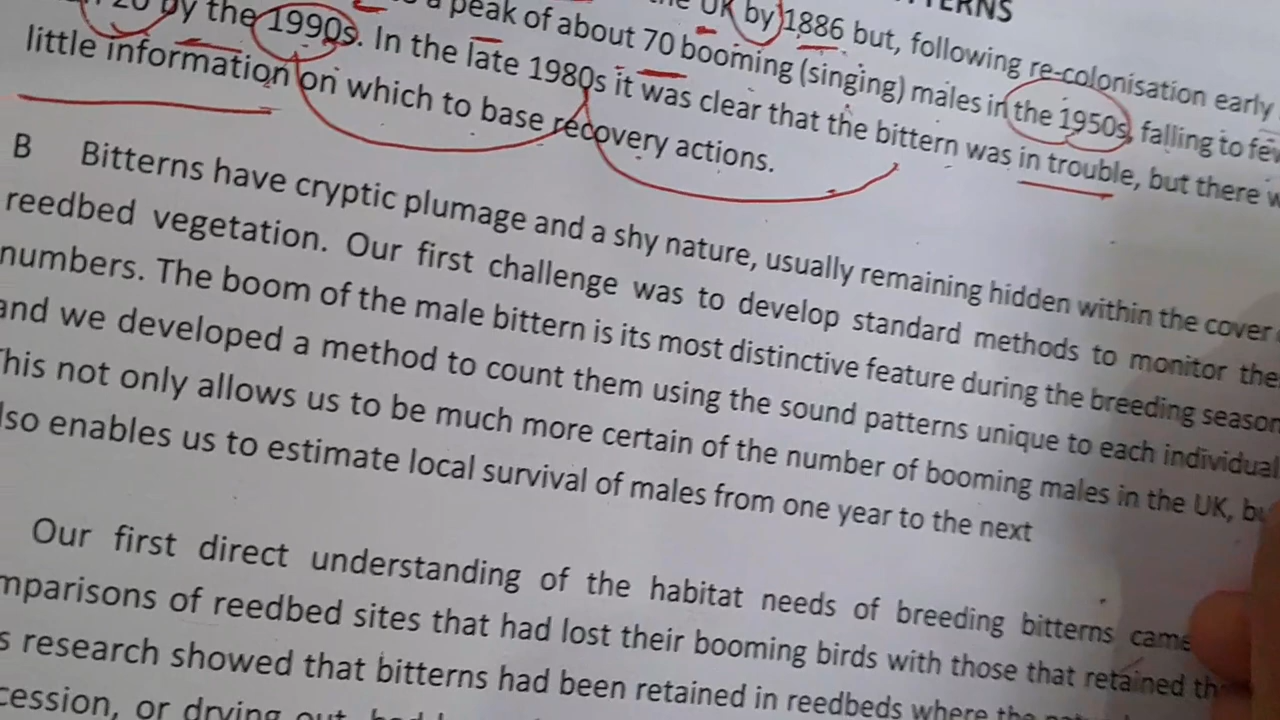 TERNS
the UK by 1886 but, following re-colonisation early
20 by the 1990s. a peak of about 70 booming (singing) males in the 1950s, falling to few
In the late 1980s it was clear that the bittern was in trouble, but there
little information on which to base recovery actions.
B Bitterns have cryptic plumage and a shy nature, usually remaining hidden within the cover
reedbed vegetation. Our first challenge was to develop standard methods to monitor
numbers. The boom of the male bittern is its most distinctive feature during the breeding season
and we developed a method to count them using the sound patterns unique to each individual
This not only allows us to be much more certain of the number of booming males in the UK,
lso enables us to estimate local survival of males from one year to the next
Our first direct understanding of the habitat needs of breeding bitterns came
mparisons of reedbed sites that had lost their booming birds with those that retained
s research showed that bitterns had been retained in reedbeds where the
cession, or drying out, had